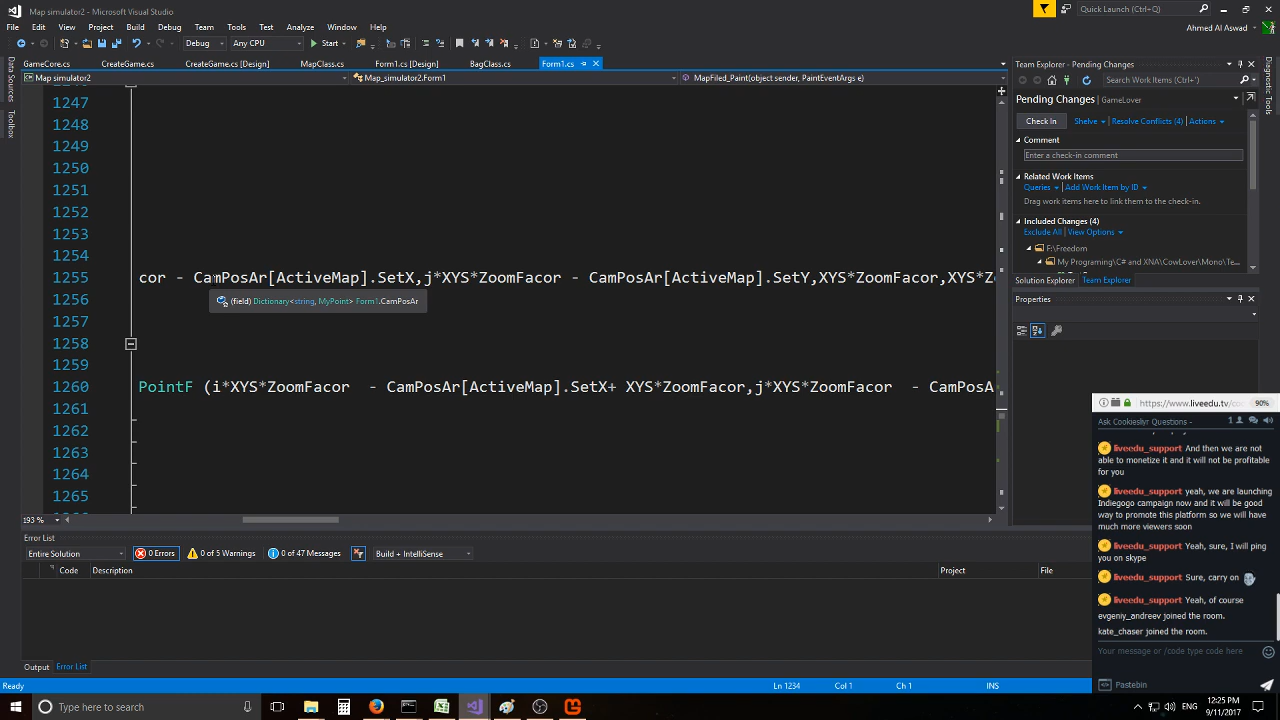 Map simulator2 - Microsoft Visual Studio
Quick Launch (Ctrl+Q)
File Edit View Project Build Debug Team Tools Test Analyze Window Help
Ahmed Al Aswad
Debug Any CPU Start
GameCore.cs CreateGame.cs CreateGame.cs [Design] MapClass.cs Form1.cs [Design] BagClass.cs Form1.cs
Map simulator2 Map_simulator2.Form1 MapFiled_Paint(object sender, PaintEventArgs e)
Data Sources
Toolbox
1247
1248
1249
1250
1251
1252
1253
1254
1255 cor - CamPosAr[ActiveMap].SetX,j*XYS*ZoomFacor - CamPosAr[ActiveMap].SetY,XYS*ZoomFacor,XYS*Zo
1256 (field) Dictionary<string, MyPoint> Form1.CamPosAr
1257
1258
1259
1260 PointF (i*XYS*ZoomFacor - CamPosAr[ActiveMap].SetX+ XYS*ZoomFacor,j*XYS*ZoomFacor - CamPosA
1261
1262
1263
1264
1265
193 %
Error List
Entire Solution 0 Errors 0 of 5 Warnings 0 of 47 Messages Build + IntelliSense
Code Description Project File
Output Error List
Ready Ln 1234 Col 1 Ch 1 INS
Team Explorer - Pending Changes
Search Work Items (Ctrl+')
Pending Changes | GameLover
Check In Shelve Resolve Conflicts (4) Actions
Comment
Enter a check-in comment
Related Work Items
Queries Add Work Item by ID
Drag work items here to link them to the check-in.
Included Changes (4)
Exclude All View Options
F:\Freedom
My Programing\C# and XNA\CowLover\Mono\Te...
Solution Explorer Team Explorer
Properties
Diagnostic Tools
https://www.liveedu.tv/co 90%
Ask Cookiesliyr Questions - 1
liveedu_support And then we are not
able to monetize it and it will not be profitable
for you
liveedu_support yeah, we are launching
Indiegogo campaign now and it will be good
way to promote this platform so we will have
much more viewers soon
liveedu_support Yeah, sure, I will ping
you on skype
liveedu_support Sure, carry on
liveedu_support Yeah, of course
evgeniy_andreev joined the room.
kate_chaser joined the room.
Your message or /code type code here
Pastebin
Type here to search
ENG
12:25 PM
9/11/2017